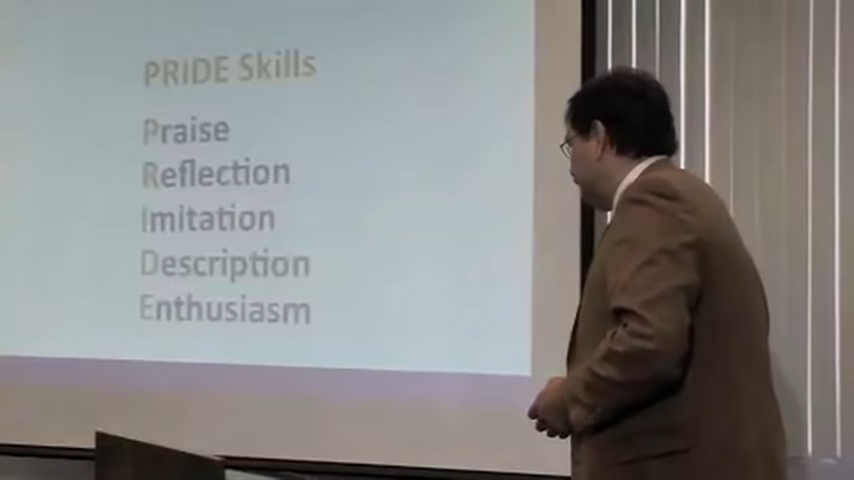 PRIDE Skills
Praise
Reflection
Imitation
Description
Enthusiasm